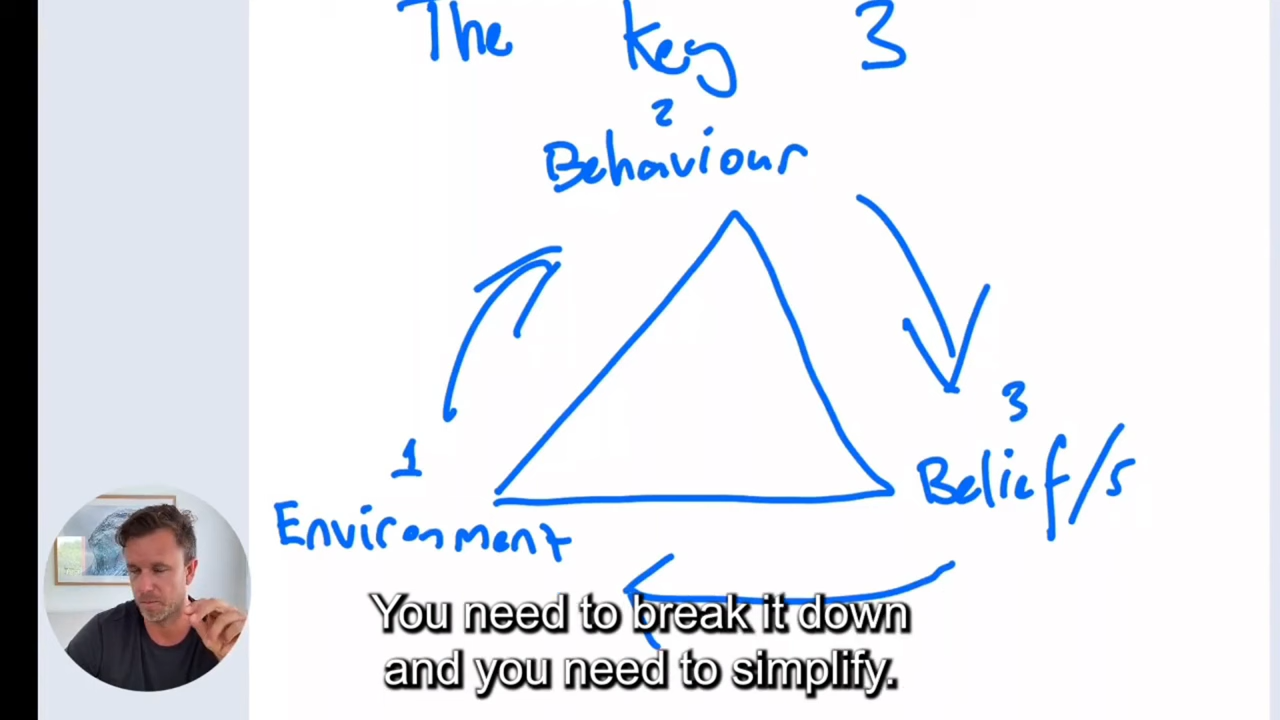 The Key 3
2
Behaviour
3
1
Belief/s
Environment
You need to break it down
and you need to simplify.